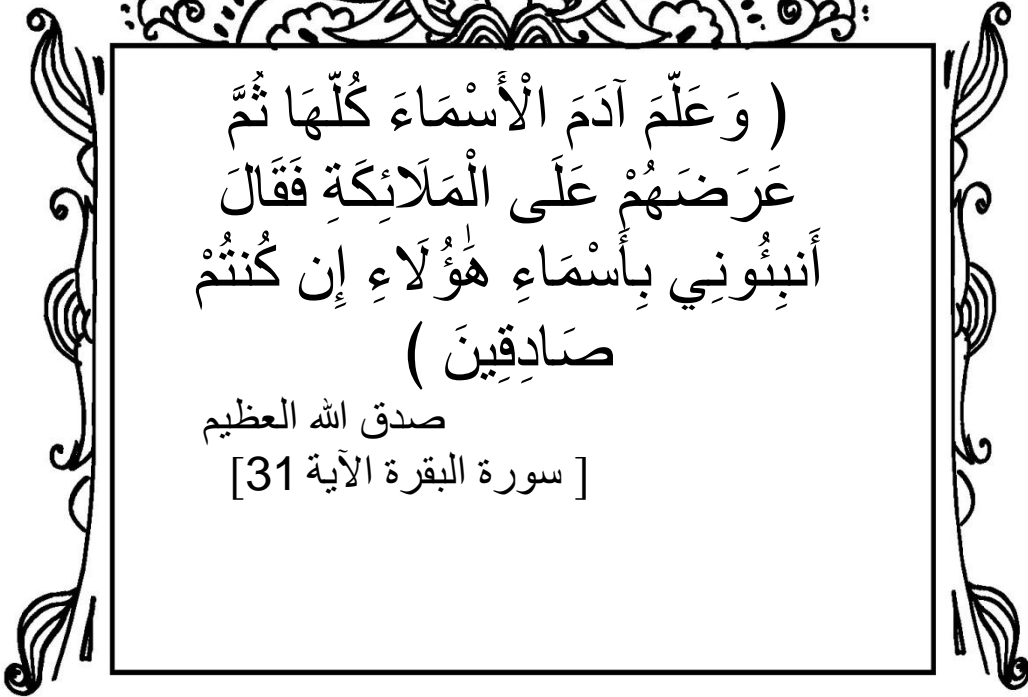 ( وَعَلَّمَ آدَمَ الْأَسْمَاءَ كُلَّهَا ثُمَّ
عَرَضَهُمْ عَلَى الْمَلَائِكَةِ فَقَالَ
أَنبِئُونِي بِأَسْمَاءِ هَٰؤُلَاءِ إِن كُنتُمْ
صَادِقِينَ )
صدق الله العظيم
[ سورة البقرة الآية 31]